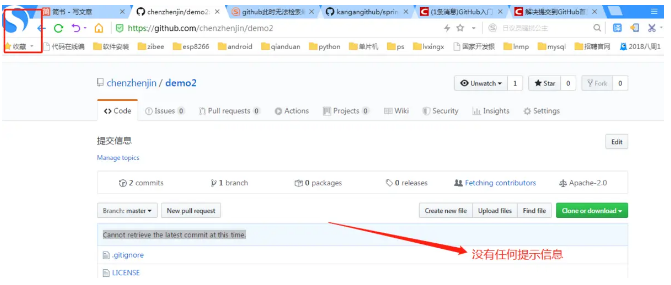 简书 - 邓文意
chenzhenjin/demo2
github此时无法检索
kangangithub/spring
(1条消息)GitHub入门
解决提交到GitHub后
https://github.com/chenzhenjin/demo2
收藏 代码在线编 软件安装 zibee esp8266 android qianduan python 单片机 ps lvxingx 国家开发银 lnmp mysql 招聘官网 2018八周1
chenzhenjin / demo2
Unwatch 1 Star 0 Fork 0
Code Issues 0 Pull requests 0 Actions Projects 0 Wiki Security Insights Settings
提交信息
Edit
Manage topics
2 commits 1 branch 0 packages 0 releases Fetching contributors Apache-2.0
Branch: master New pull request Create new file Upload files Find file Clone or download
Cannot retrieve the latest commit at this time.
.gitignore
没有任何提示信息
LICENSE